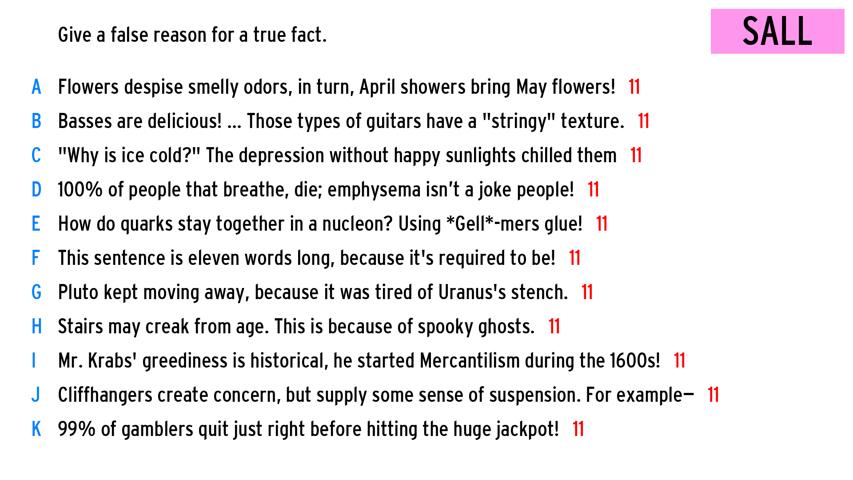 Give a false reason for a true fact.
SALL
A Flowers despise smelly odors, in turn, April showers bring May flowers! 11
B Basses are delicious! ... Those types of guitars have a "stringy" texture. 11
C "Why is ice cold?" The depression without happy sunlights chilled them 11
D 100% of people that breathe, die; emphysema isn't a joke people! 11
E How do quarks stay together in a nucleon? Using *Gell*-mers glue! 11
F This sentence is eleven words long, because it's required to be! 11
G Pluto kept moving away, because it was tired of Uranus's stench. 11
H Stairs may creak from age. This is because of spooky ghosts. 11
I Mr. Krabs' greediness is historical, he started Mercantilism during the 1600s! 11
J Cliffhangers create concern, but supply some sense of suspension. For example— 11
K 99% of gamblers quit just right before hitting the huge jackpot! 11